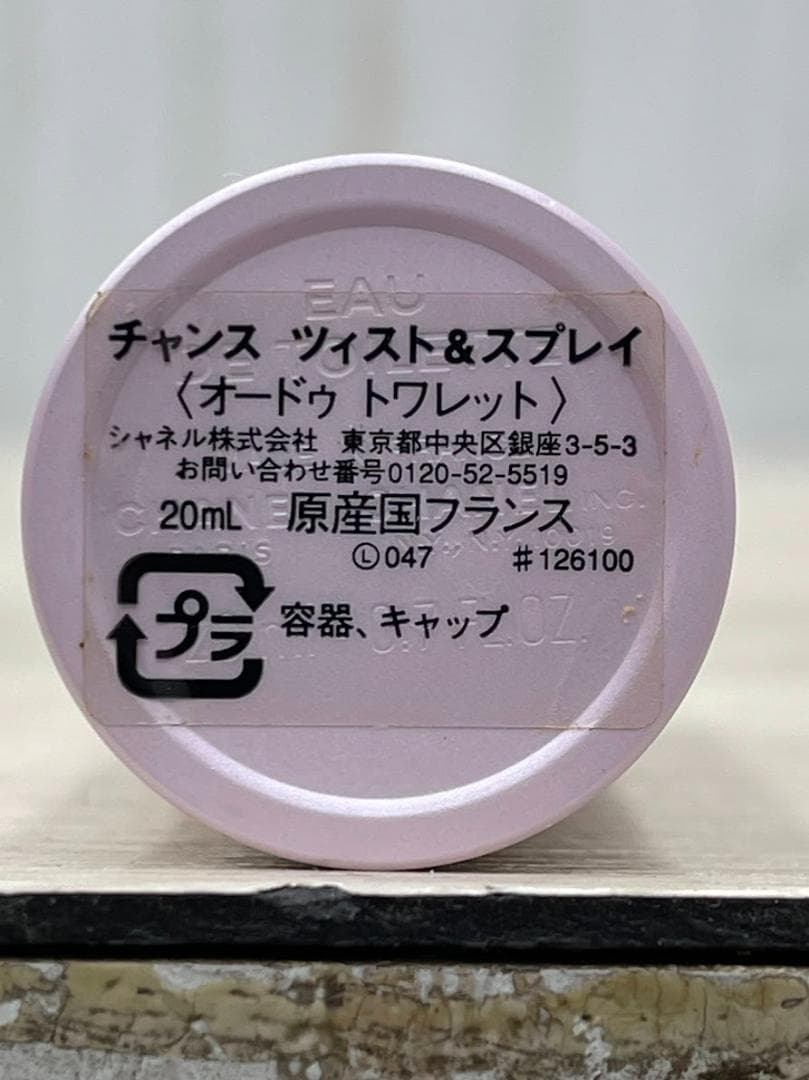 EAU
チャンス ツィスト&スプレイ
〈オードゥ トワレット〉
シャネル株式会社 東京都中央区銀座3-5-3
お問い合わせ番号0120-52-5519
20mL 原産国フランス
Ⓛ047 #126100
プラ 容器、キャップ